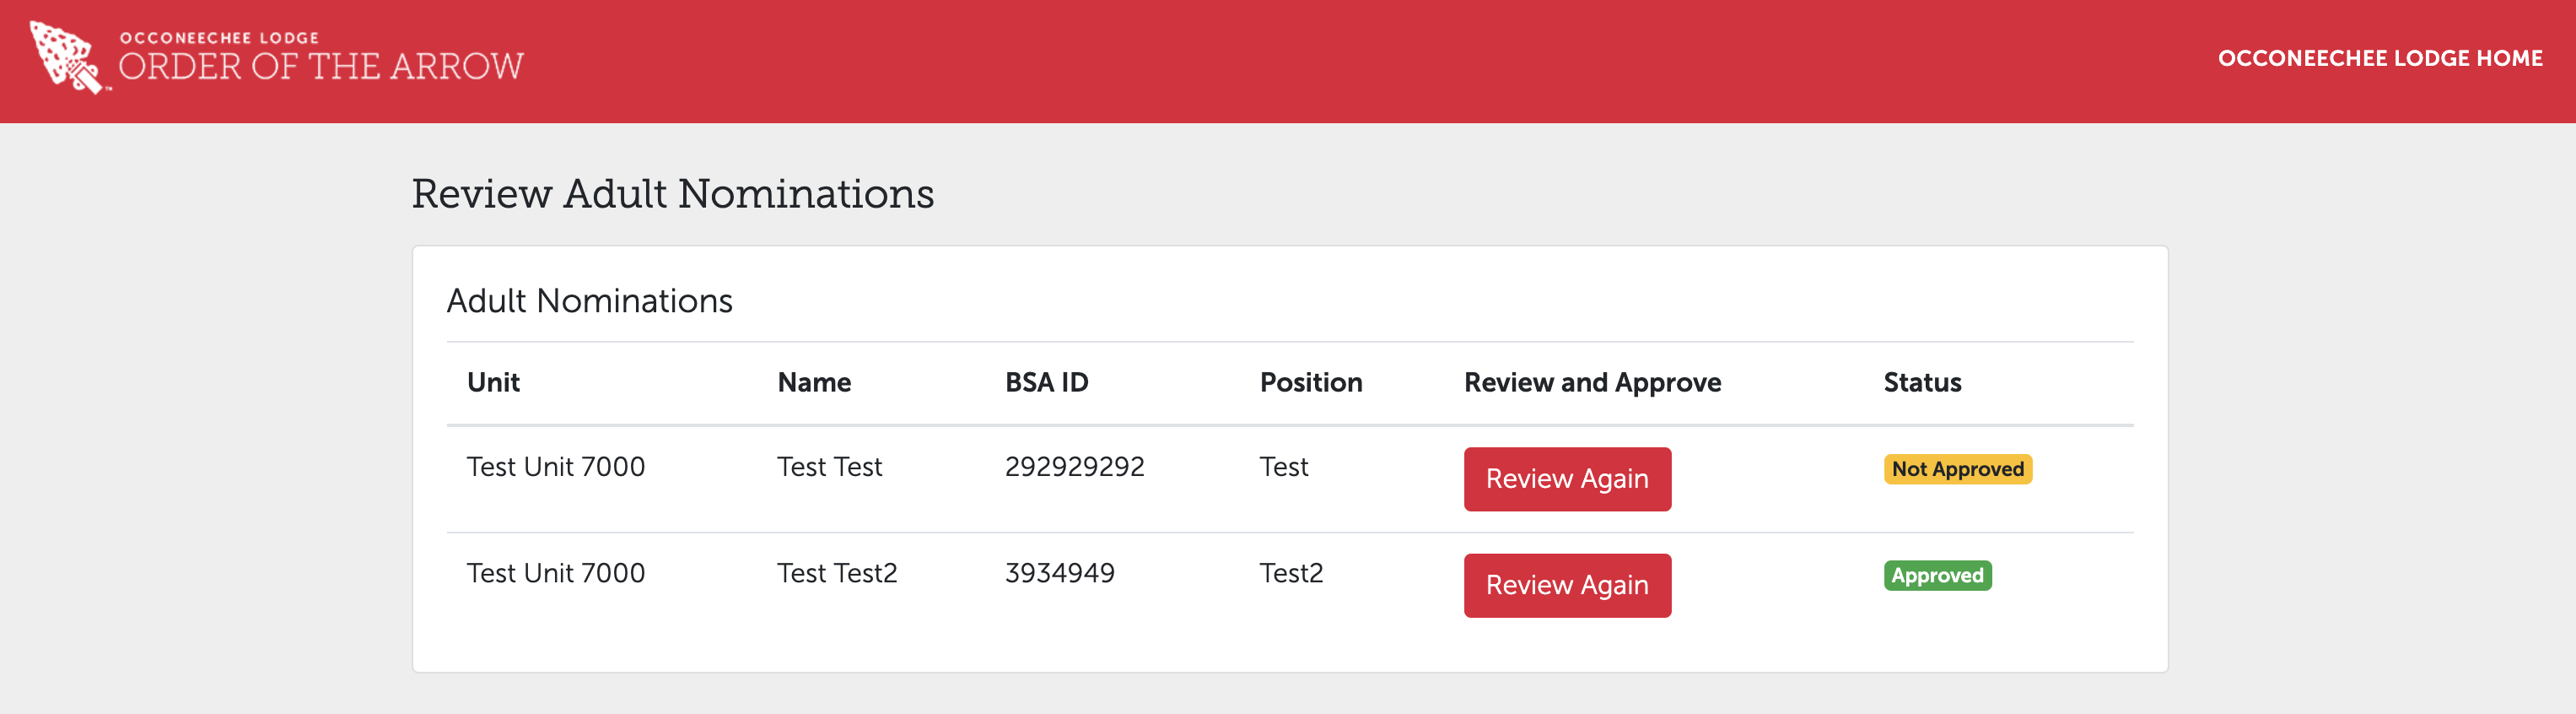 OCCONEECHEE LODGE
ORDER OF THE ARROW
OCCONEECHEE LODGE HOME
Review Adult Nominations
Adult Nominations
Unit Name BSA ID Position Review and Approve Status
Test Unit 7000 Test Test 292929292 Test Review Again Not Approved
Test Unit 7000 Test Test2 3934949 Test2 Review Again Approved